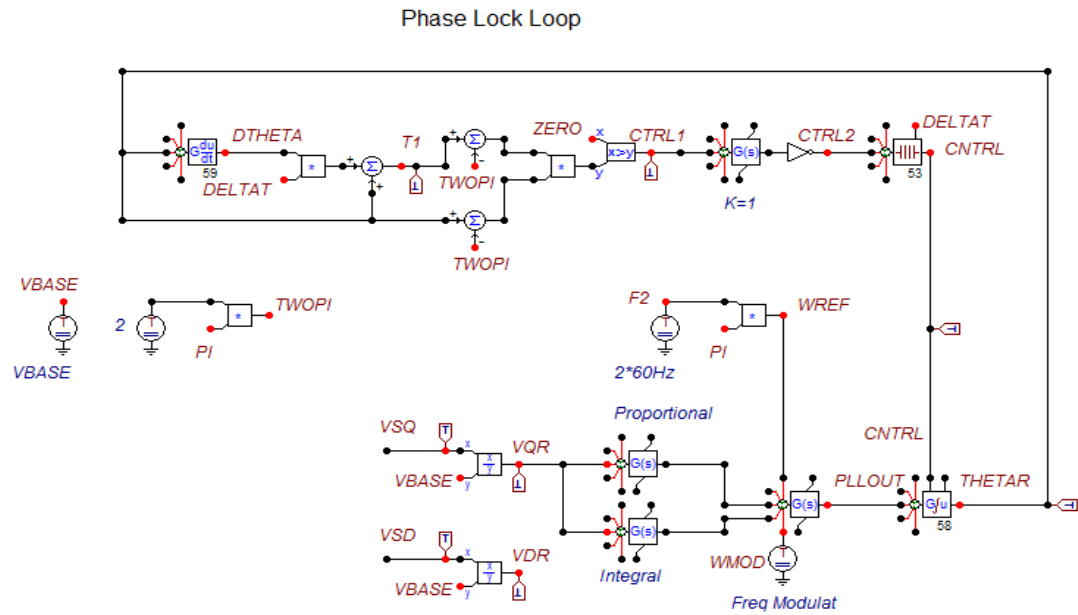 Phase Lock Loop
DTHETA
G du/dt
59
DELTAT
*
Σ
T1
T
Σ
TWOPI
Σ
TWOPI
*
ZERO
x
y
x>y
CTRL1
T
G(s)
K=1
CTRL2
DELTAT
CNTRL
53
VBASE
VBASE
2
*
TWOPI
PI
F2
2*60Hz
*
WREF
PI
T
CNTRL
Proportional
VSQ
T
x
y
x/y
VBASE
VQR
T
G(s)
G(s)
Integral
VSD
T
x
y
x/y
VBASE
VDR
T
G(s)
WMOD
Freq Modulat
PLLOUT
G∫u
58
THETAR
T